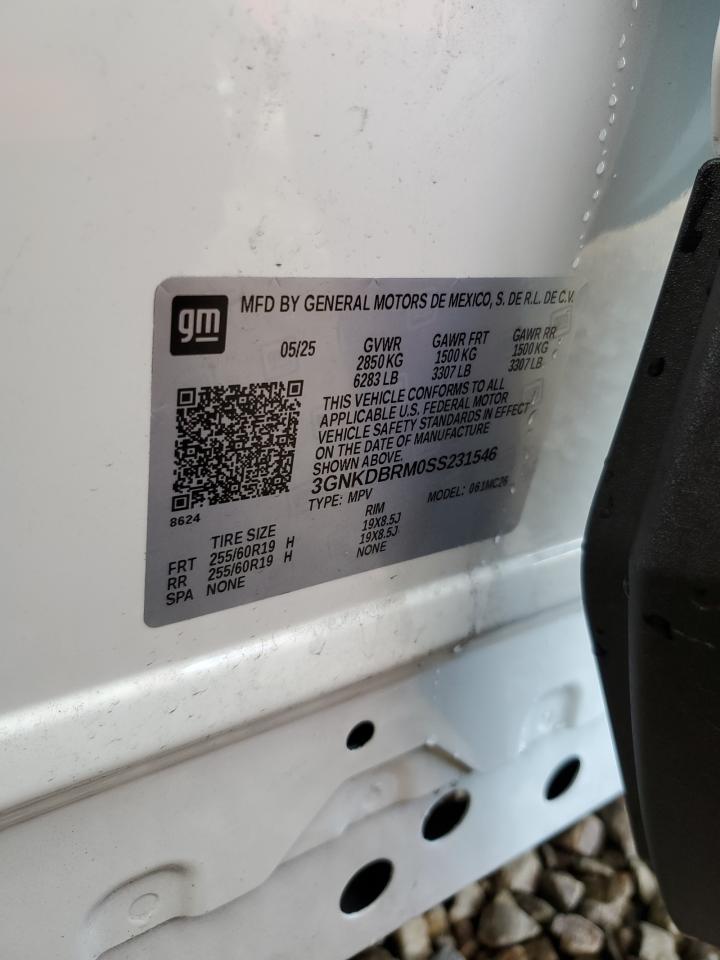 gm
MFD BY GENERAL MOTORS DE MEXICO, S. DE R.L. DE C.V.
05/25 GVWR GAWR FRT GAWR RR
2850 KG 1500 KG 1500 KG
6283 LB 3307 LB 3307 LB
THIS VEHICLE CONFORMS TO ALL
APPLICABLE U.S. FEDERAL MOTOR
VEHICLE SAFETY STANDARDS IN EFFECT
ON THE DATE OF MANUFACTURE
SHOWN ABOVE.
3GNKDBRM0SS231546
TYPE: MPV MODEL: 061MC26
8624
TIRE SIZE RIM
FRT 255/60R19 H 19X8.5J
RR 255/60R19 H 19X8.5J
SPA NONE NONE